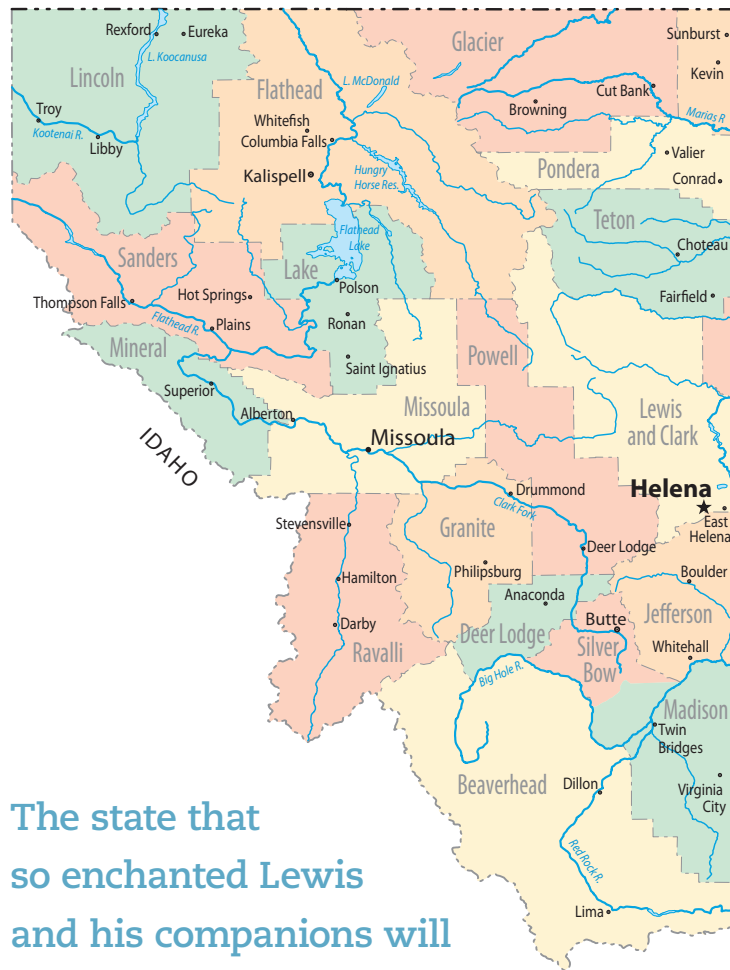 Rexford
Eureka
Sunburst
L. Koocanusa
Glacier
Kevin
Lincoln
L. McDonald
Flathead
Cut Bank
Troy
Browning
Marias R
Whitefish
Kootenai R.
Columbia Falls
Libby
Valier
Pondera
Hungry
Horse Res.
Kalispell
Conrad
Teton
Flathead
Lake
Choteau
Sanders
Lake
Polson
Hot Springs
Fairfield
Thompson Falls
Ronan
Flathead R.
Plains
Mineral
Powell
Saint Ignatius
Superior
Missoula
Lewis
and Clark
Alberton
Missoula
IDAHO
Helena
Drummond
Clark Fork
East
Helena
Stevensville
Granite
Deer Lodge
Philipsburg
Hamilton
Boulder
Anaconda
Jefferson
Darby
Butte
Deer Lodge
Ravalli
Silver
Bow
Whitehall
Big Hole R.
Madison
Twin
Bridges
Beaverhead
Dillon
Virginia
City
Red Rock R.
Lima
The state that
so enchanted Lewis
and his companions will